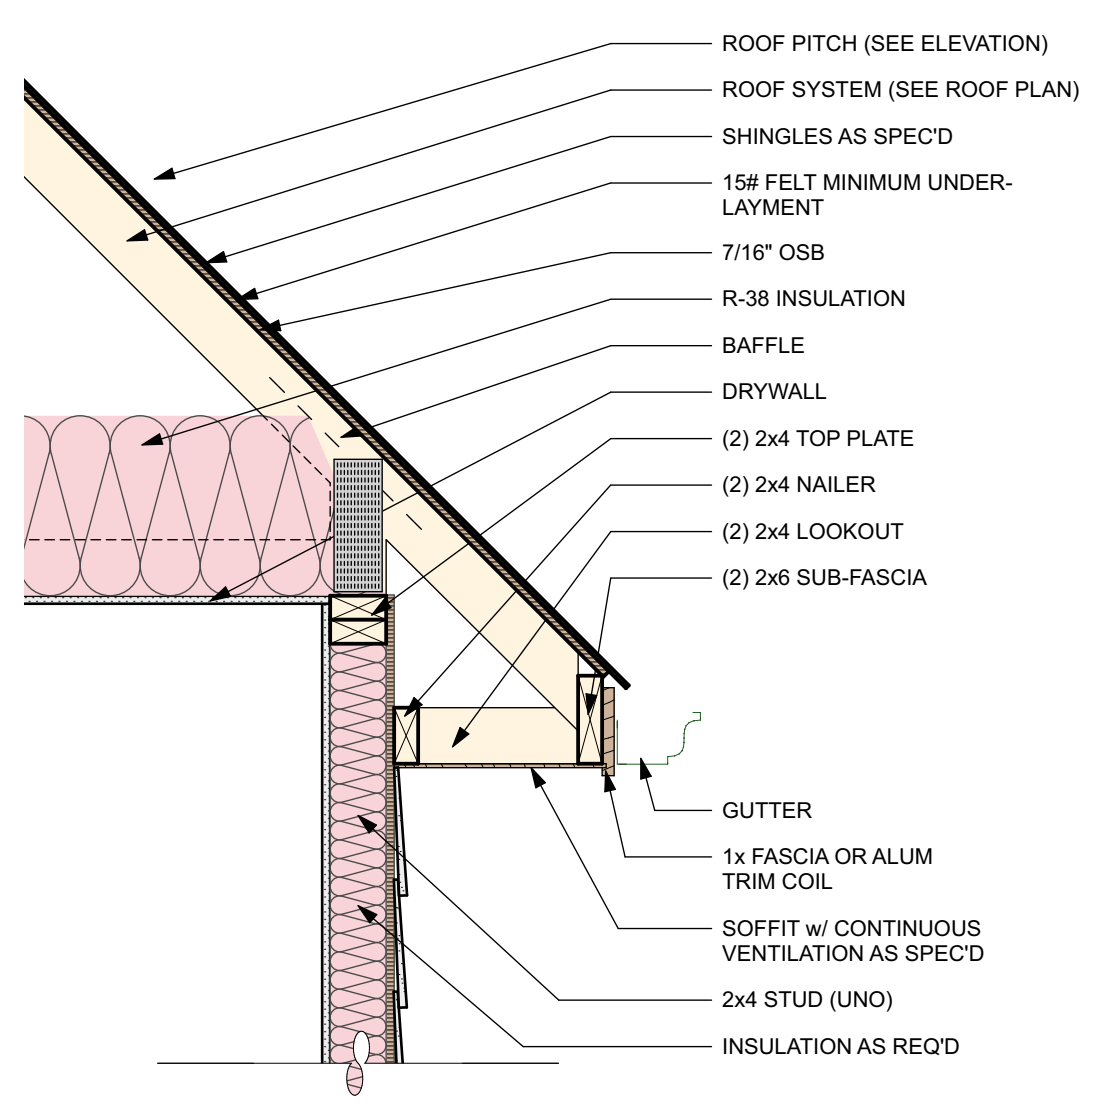 ROOF PITCH (SEE ELEVATION)
ROOF SYSTEM (SEE ROOF PLAN)
SHINGLES AS SPEC'D
15# FELT MINIMUM UNDER-
LAYMENT
7/16" OSB
R-38 INSULATION
BAFFLE
DRYWALL
(2) 2x4 TOP PLATE
(2) 2x4 NAILER
(2) 2x4 LOOKOUT
(2) 2x6 SUB-FASCIA
GUTTER
1x FASCIA OR ALUM
TRIM COIL
SOFFIT w/ CONTINUOUS
VENTILATION AS SPEC'D
2x4 STUD (UNO)
INSULATION AS REQ'D